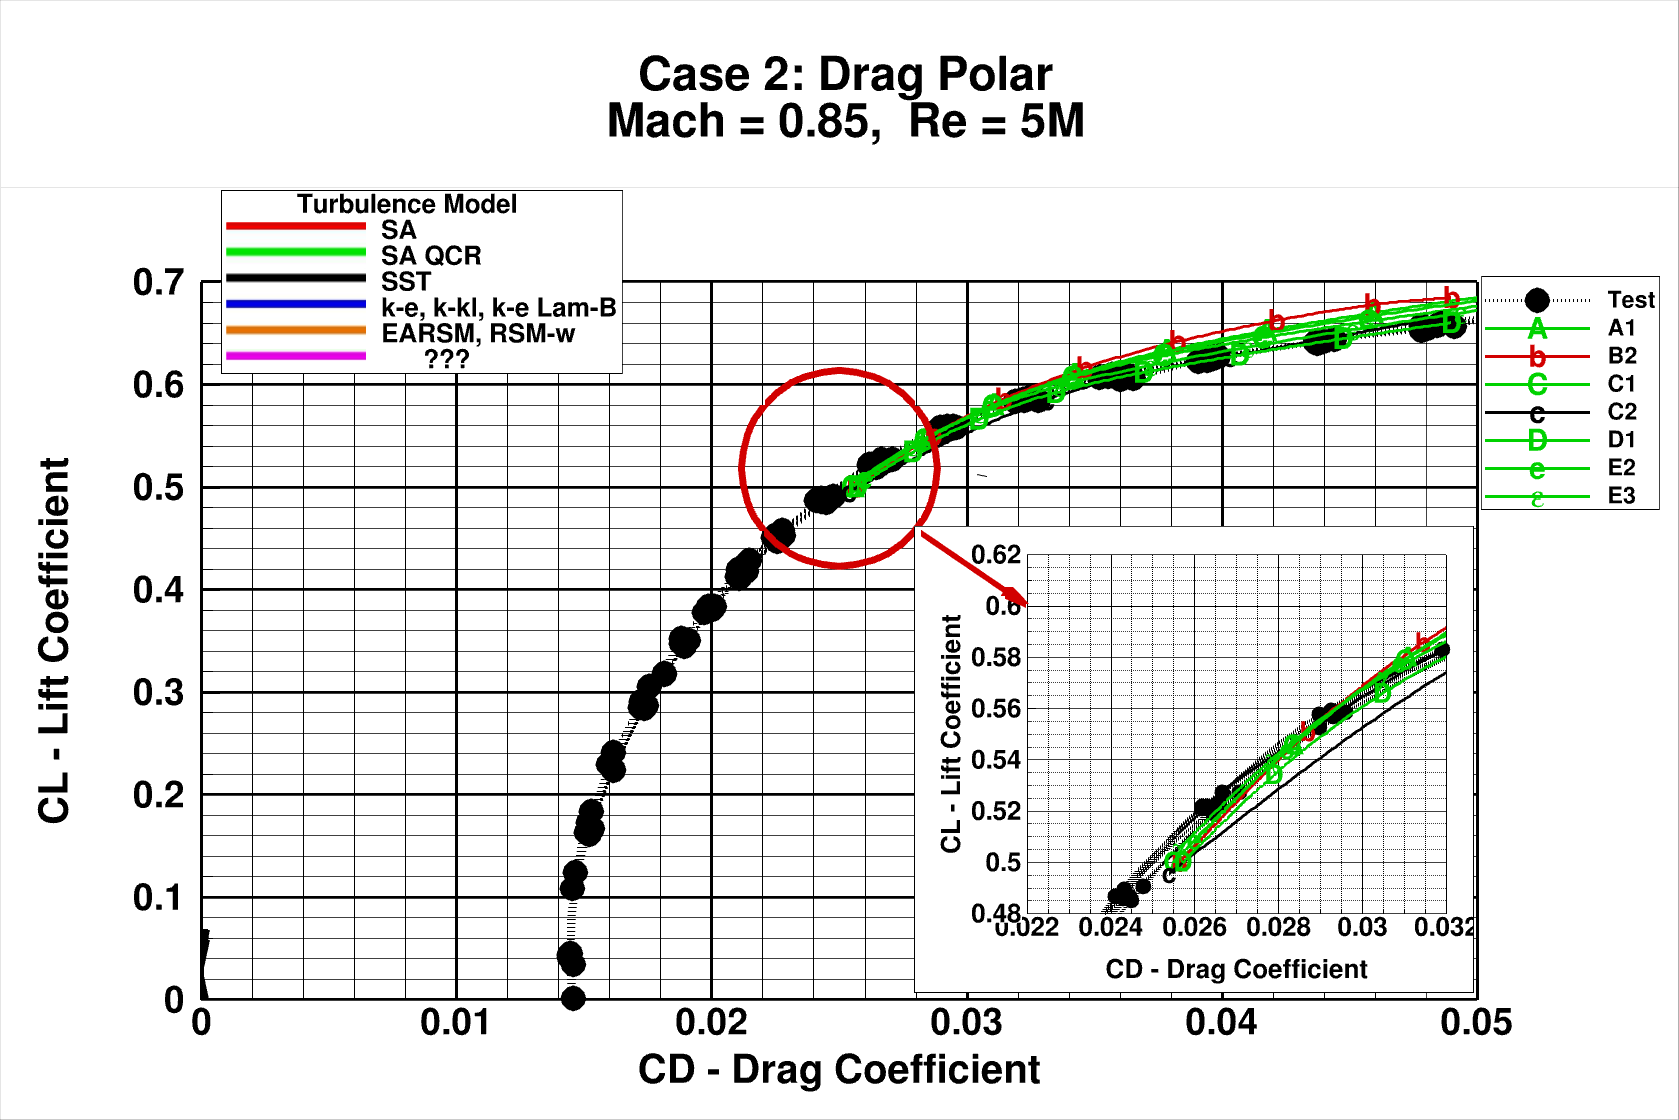 Case 2: Drag Polar
Mach = 0.85, Re = 5M
Turbulence Model
SA
SA QCR
SST
k-e, k-kl, k-e Lam-B
EARSM, RSM-w
???
Test
A A1
b B2
C C1
c C2
D D1
e E2
ε E3
CL - Lift Coefficient
0.7
0.6
0.5
0.4
0.3
0.2
0.1
0
0 0.01 0.02 0.03 0.04 0.05
CD - Drag Coefficient
CL - Lift Coefficient
0.62
0.6
0.58
0.56
0.54
0.52
0.5
0.48
0.022 0.024 0.026 0.028 0.03 0.032
CD - Drag Coefficient